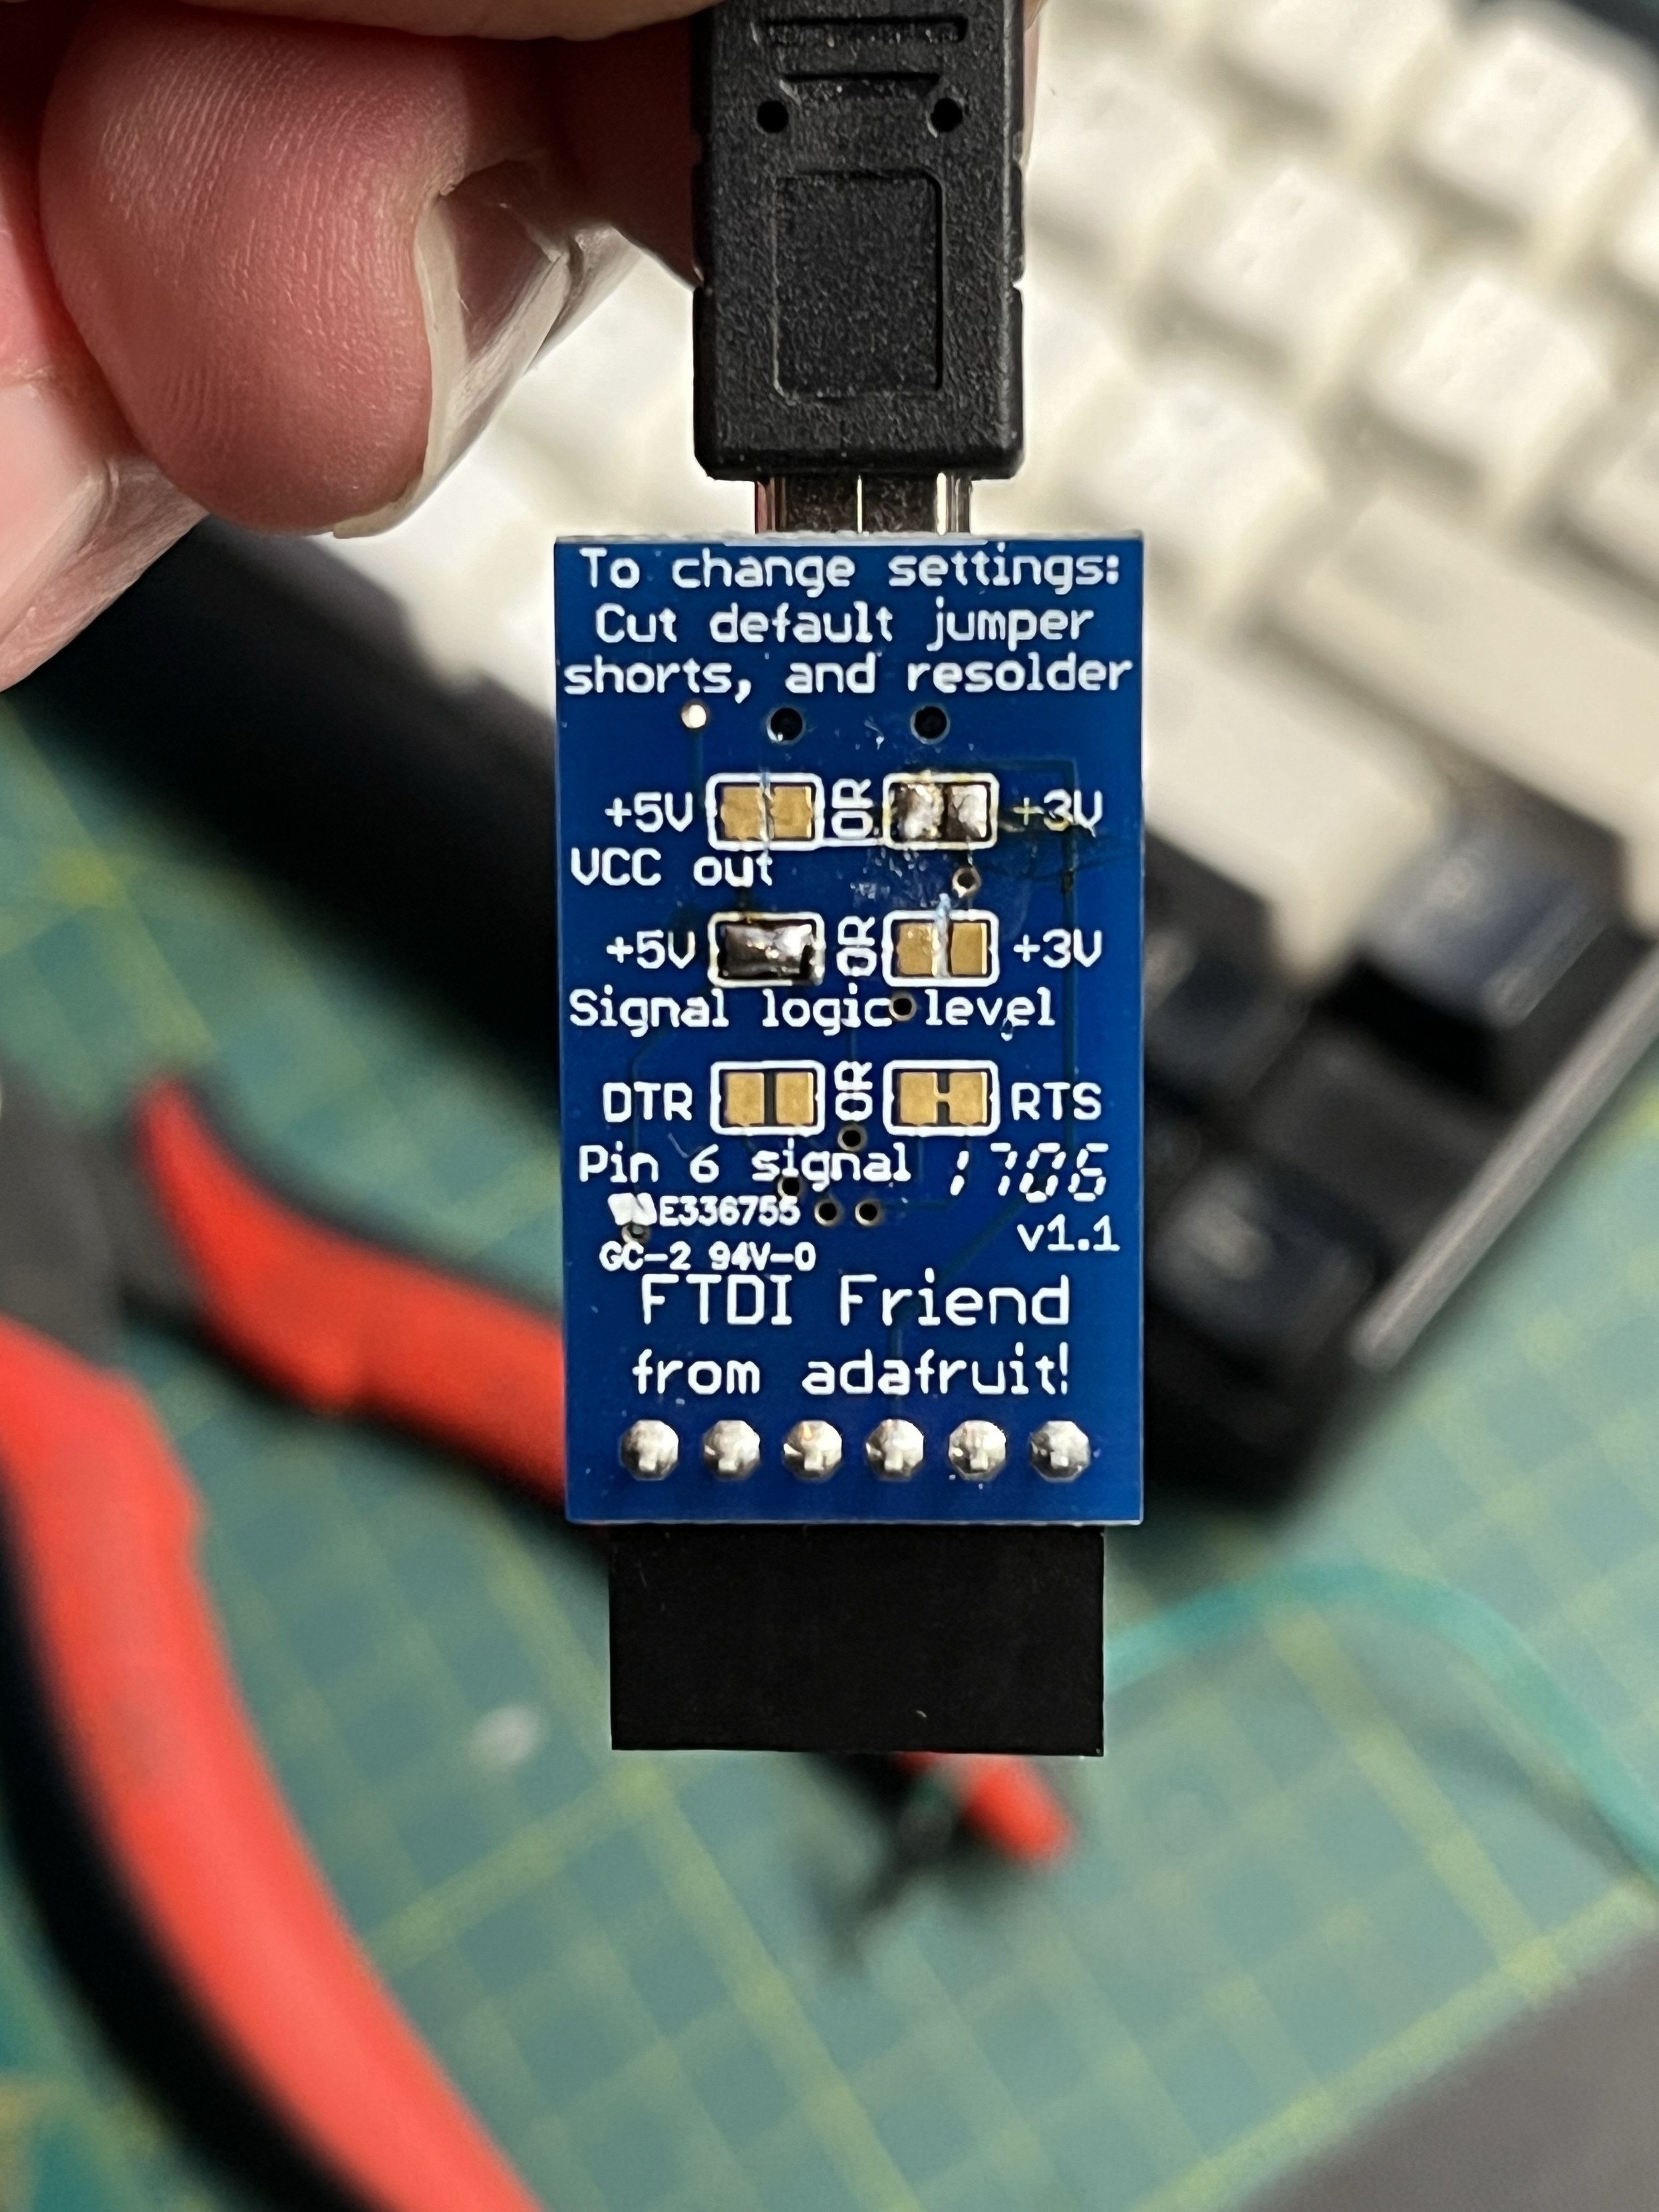 To change settings:
Cut default jumper
shorts, and resolder
+5V OR +3V
VCC out
+5V OR +3V
Signal logic level
DTR OR RTS
Pin 6 signal 1706
E336755
v1.1
GC-2 94V-0
FTDI Friend
from adafruit!